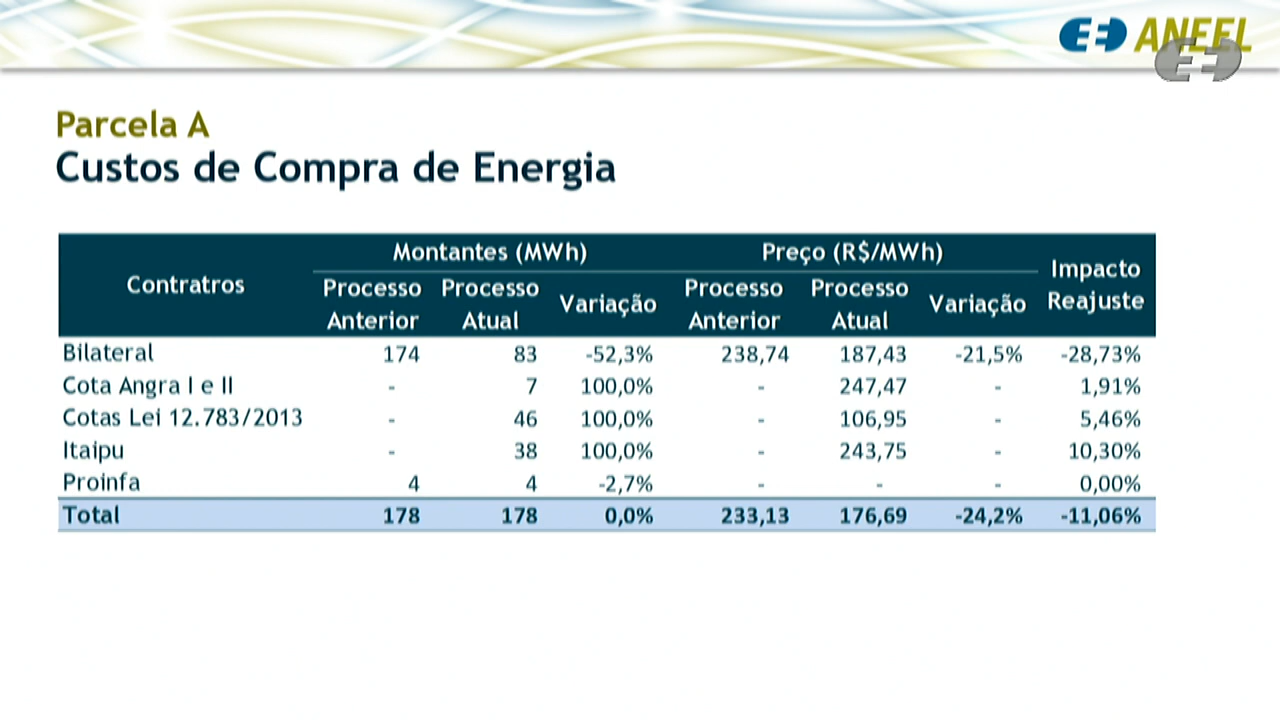 ANEEL
Parcela A
Custos de Compra de Energia
Contratros Montantes (MWh) Preço (R$/MWh) Impacto Reajuste
Processo Anterior Processo Atual Variação Processo Anterior Processo Atual Variação
Bilateral 174 83 -52,3% 238,74 187,43 -21,5% -28,73%
Cota Angra I e II - 7 100,0% - 247,47 - 1,91%
Cotas Lei 12.783/2013 - 46 100,0% - 106,95 - 5,46%
Itaipu - 38 100,0% - 243,75 - 10,30%
Proinfa 4 4 -2,7% - - - 0,00%
Total 178 178 0,0% 233,13 176,69 -24,2% -11,06%